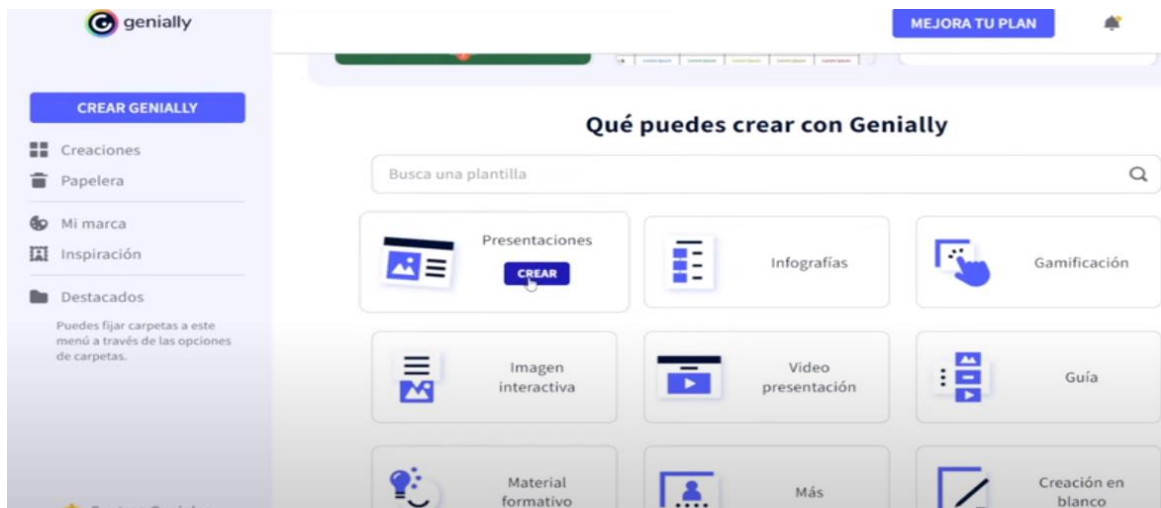 genially
MEJORA TU PLAN
CREAR GENIALLY
Creaciones
Papelera
Mi marca
Inspiración
Destacados
Puedes fijar carpetas a este
menú a través de las opciones
de carpetas.
Qué puedes crear con Genially
Busca una plantilla
Presentaciones
CREAR
Infografías
Gamificación
Imagen
interactiva
Video
presentación
Guía
Material
formativo
Más
Creación en
blanco